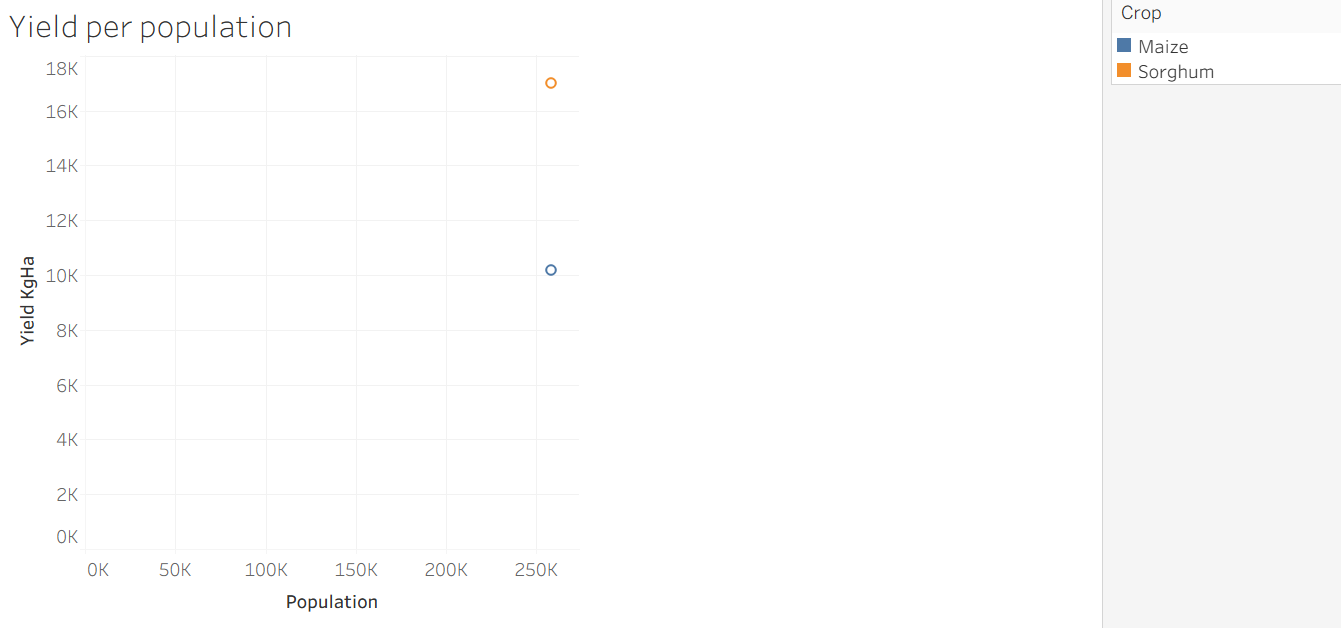 Yield per population
18K
16K
14K
12K
10K
8K
6K
4K
2K
0K
Yield KgHa
0K 50K 100K 150K 200K 250K
Population
Crop
Maize
Sorghum